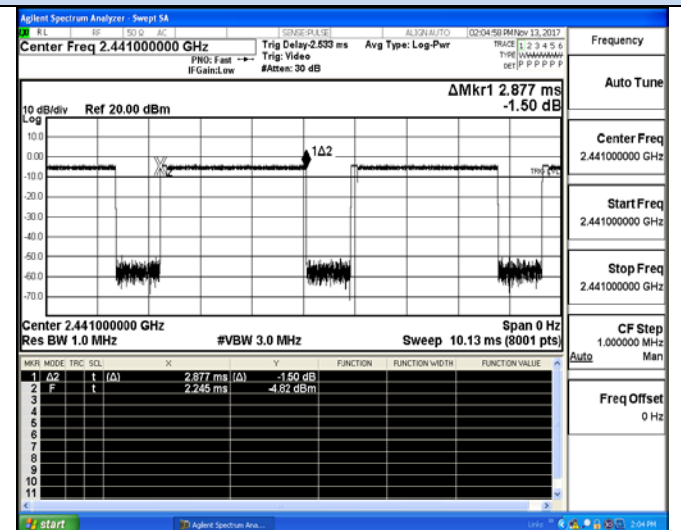 Agilent Spectrum Analyzer - Swept SA
RL RF 50 Ω AC SENSE:PULSE ALIGN AUTO 02:04:58 PM Nov 13, 2017
Center Freq 2.441000000 GHz
PNO: Fast
IFGain:Low
Trig Delay-2.533 ms
Trig: Video
#Atten: 30 dB
Avg Type: Log-Pwr
TRACE 1 2 3 4 5 6
TYPE WWWWWW
DET P P P P P P
ΔMkr1 2.877 ms
-1.50 dB
10 dB/div Ref 20.00 dBm
Log
10.0
0.00
-10.0
-20.0
-30.0
-40.0
-50.0
-60.0
-70.0
1Δ2
2
TRIG LVL
Center 2.441000000 GHz Span 0 Hz
Res BW 1.0 MHz #VBW 3.0 MHz Sweep 10.13 ms (8001 pts)
MKR MODE TRC SCL X Y FUNCTION FUNCTION WIDTH FUNCTION VALUE
1 Δ2 t (Δ) 2.877 ms (Δ) -1.50 dB
2 F t 2.245 ms -4.82 dBm
3
4
5
6
7
8
9
10
11
Frequency
Auto Tune
Center Freq
2.441000000 GHz
Start Freq
2.441000000 GHz
Stop Freq
2.441000000 GHz
CF Step
1.000000 MHz
Auto Man
Freq Offset
0 Hz
start
Agilent Spectrum Ana...
Links
2:04 PM